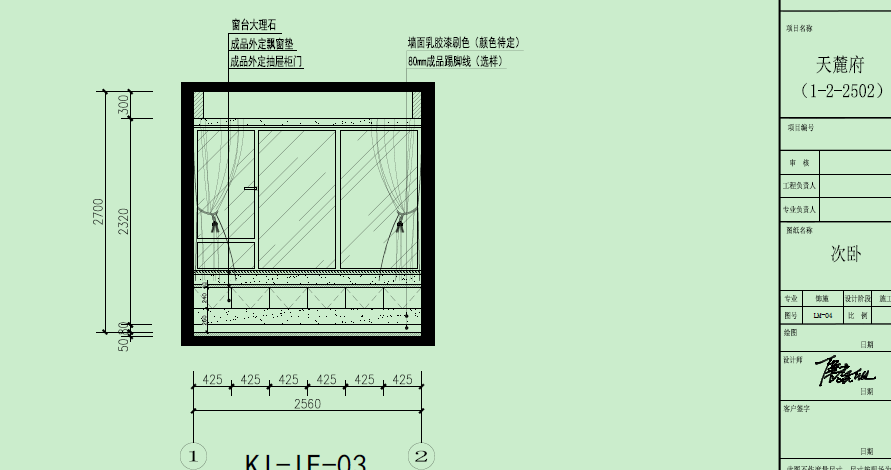 窗台大理石
成品外定飘窗垫
成品外定抽屉柜门
墙面乳胶漆刷色（颜色待定）
80mm成品踢脚线（选样）
300
2320
2700
80
50
240
425
425
425
425
425
425
2560
1
2
KJ-JF-03
项目名称
天麓府
（1-2-2502）
项目编号
审 核
工程负责人
专业负责人
图纸名称
次卧
专业
饰施
设计阶段
施工
图号
LM-04
比 例
绘图
日期
设计师
日期
客户签字
日期